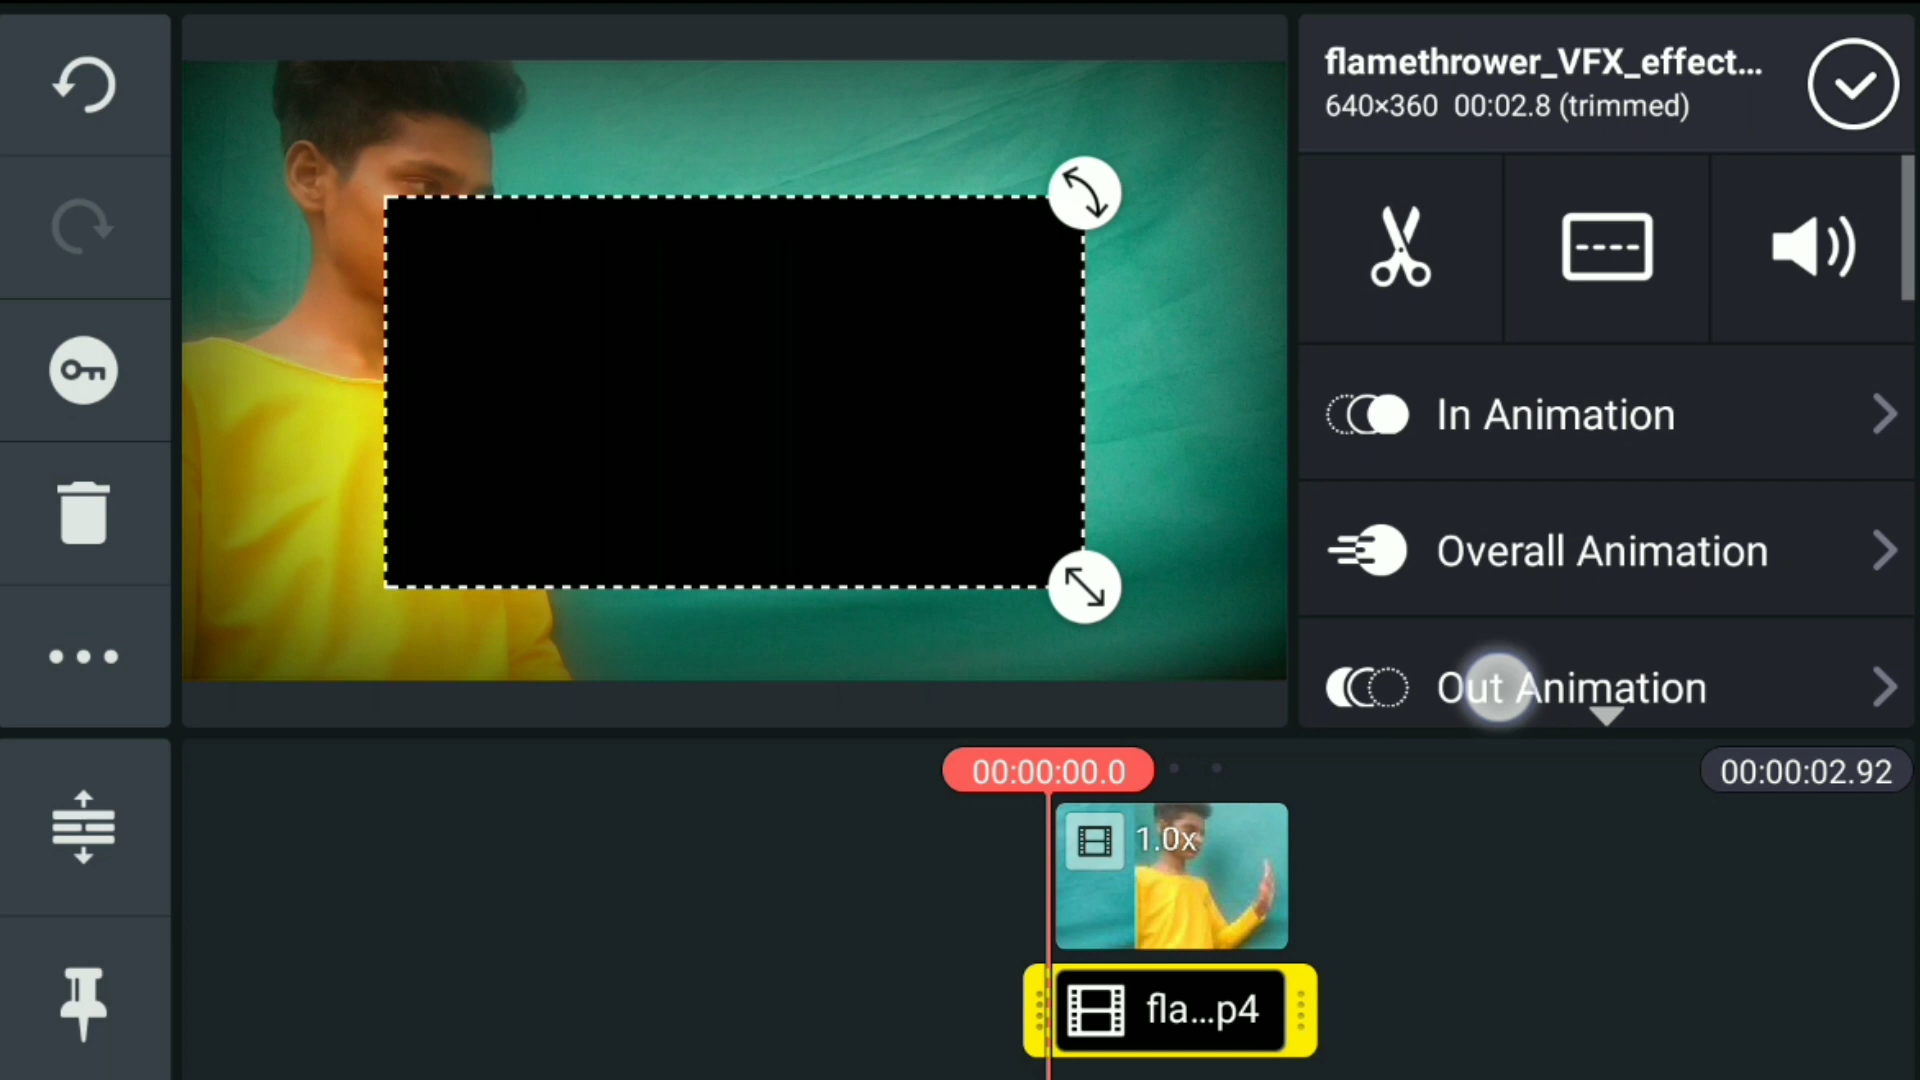 flamethrower_VFX_effect...
640×360 00:02.8 (trimmed)
In Animation
Overall Animation
Out Animation
00:00:00.0
00:00:02.92
1.0x
fla...p4